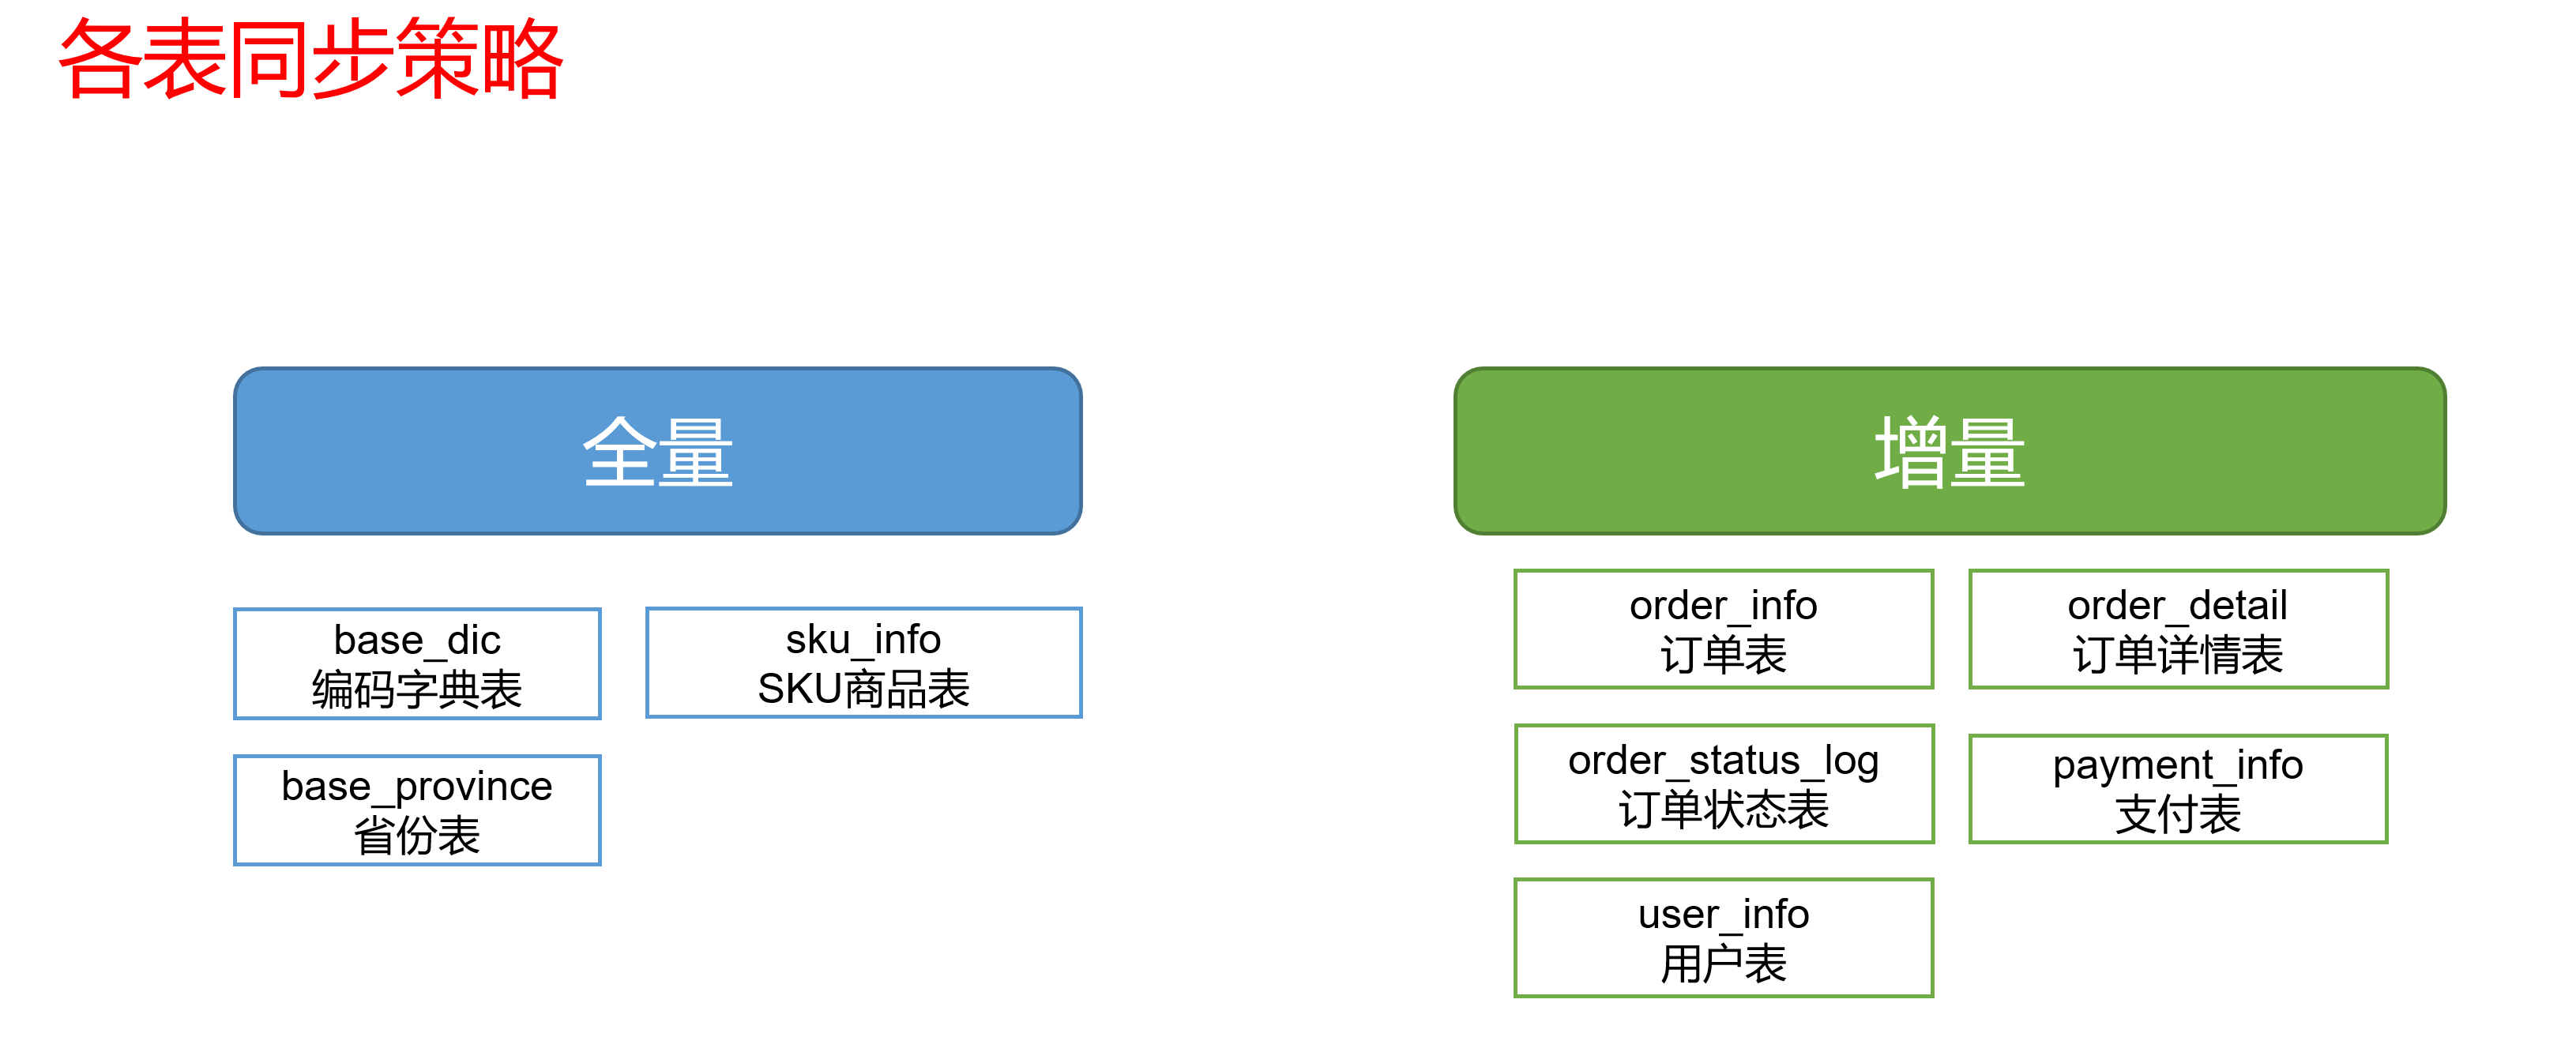 各表同步策略
全量
base_dic
编码字典表
sku_info
SKU商品表
base_province
省份表
增量
order_info
订单表
order_detail
订单详情表
order_status_log
订单状态表
payment_info
支付表
user_info
用户表